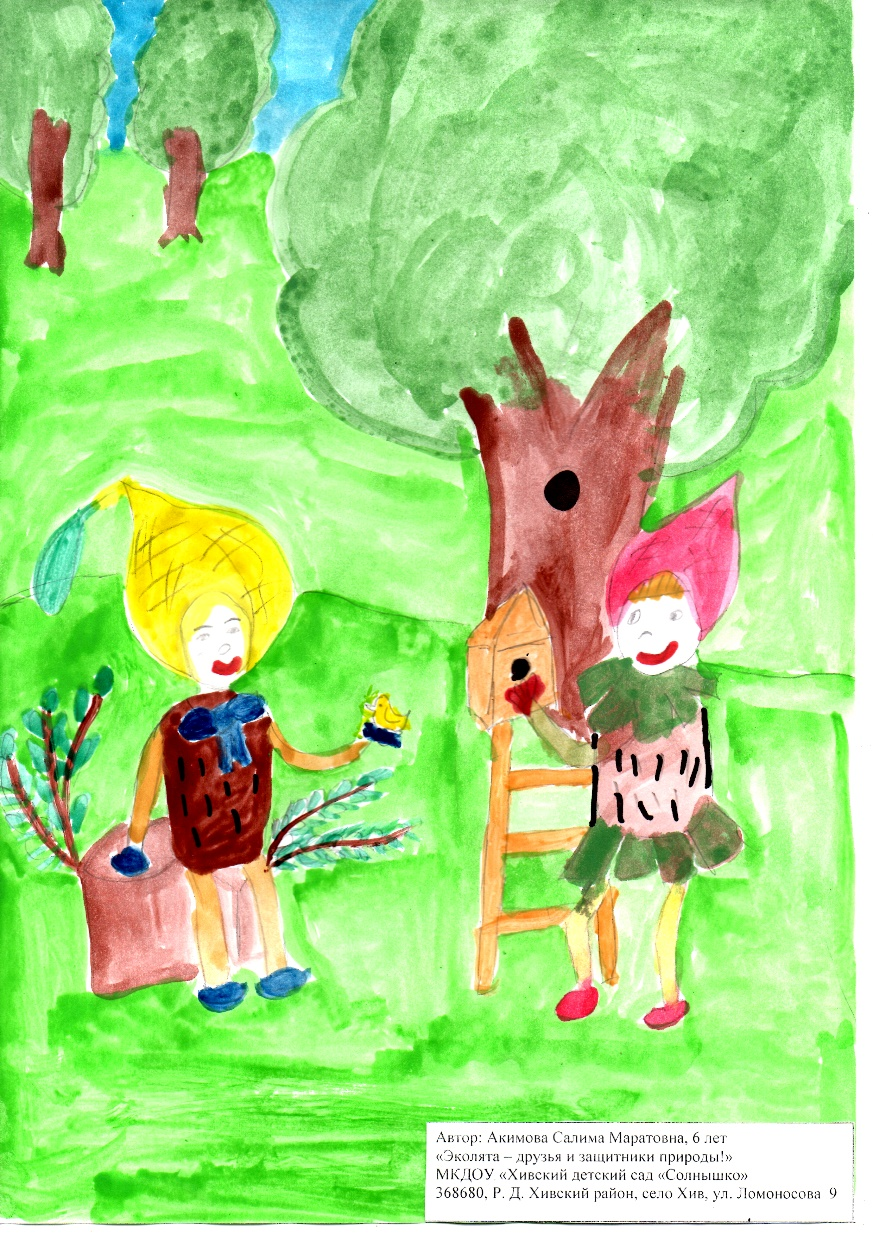 Автор: Акимова Салима Маратовна, 6 лет
«Эколята – друзья и защитники природы!»
МКДОУ «Хивский детский сад «Солнышко»
368680, Р. Д. Хивский район, село Хив, ул. Ломоносова 9